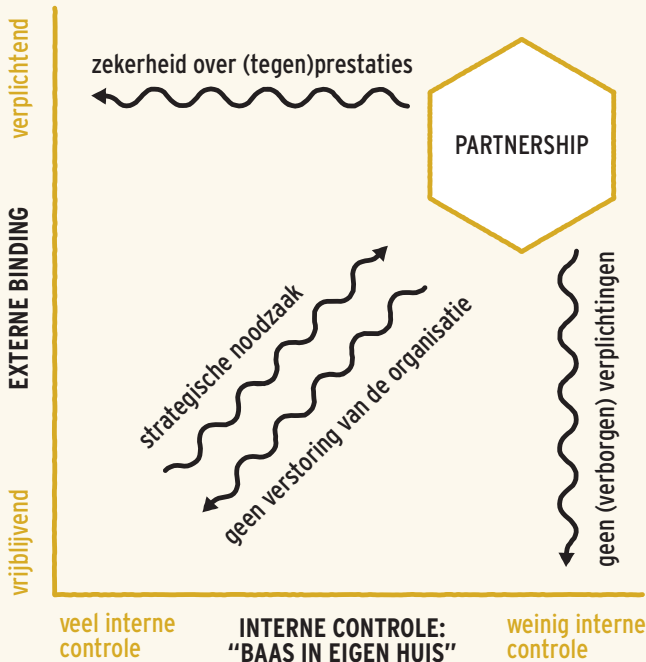 verplichtend
zekerheid over (tegen)prestaties
PARTNERSHIP
EXTERNE BINDING
strategische noodzaak
geen verstoring van de organisatie
geen (verborgen) verplichtingen
vrijblijvend
veel interne
controle
INTERNE CONTROLE:
“BAAS IN EIGEN HUIS”
weinig interne
controle